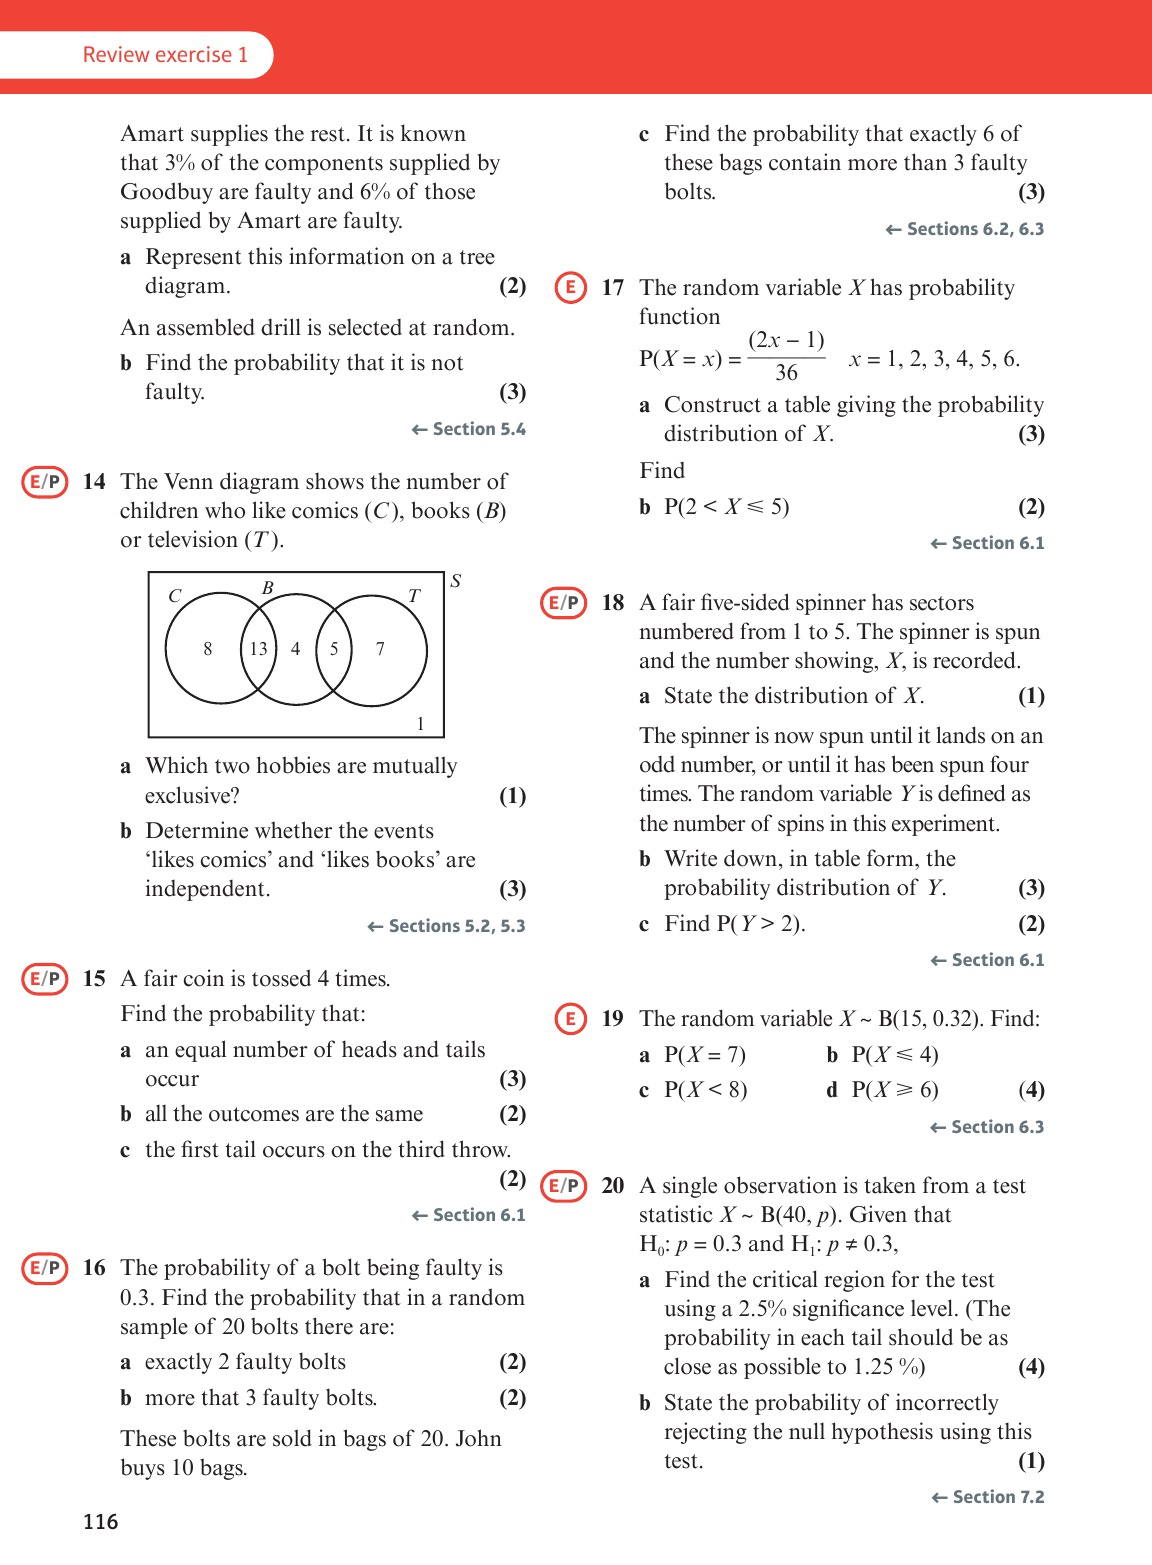 Review exercise 1
Amart supplies the rest. It is known
that 3% of the components supplied by
Goodbuy are faulty and 6% of those
supplied by Amart are faulty.
a Represent this information on a tree
diagram. (2)
An assembled drill is selected at random.
b Find the probability that it is not
faulty. (3)
← Section 5.4
E/P 14 The Venn diagram shows the number of
children who like comics (C), books (B)
or television (T).
C B T S
8 13 4 5 7
1
a Which two hobbies are mutually
exclusive? (1)
b Determine whether the events
‘likes comics’ and ‘likes books’ are
independent. (3)
← Sections 5.2, 5.3
E/P 15 A fair coin is tossed 4 times.
Find the probability that:
a an equal number of heads and tails
occur (3)
b all the outcomes are the same (2)
c the first tail occurs on the third throw.
(2)
← Section 6.1
E/P 16 The probability of a bolt being faulty is
0.3. Find the probability that in a random
sample of 20 bolts there are:
a exactly 2 faulty bolts (2)
b more that 3 faulty bolts. (2)
These bolts are sold in bags of 20. John
buys 10 bags.
c Find the probability that exactly 6 of
these bags contain more than 3 faulty
bolts. (3)
← Sections 6.2, 6.3
E 17 The random variable X has probability
function
P(X = x) = (2x − 1)/36 x = 1, 2, 3, 4, 5, 6.
a Construct a table giving the probability
distribution of X. (3)
Find
b P(2 < X ⩽ 5) (2)
← Section 6.1
E/P 18 A fair five-sided spinner has sectors
numbered from 1 to 5. The spinner is spun
and the number showing, X, is recorded.
a State the distribution of X. (1)
The spinner is now spun until it lands on an
odd number, or until it has been spun four
times. The random variable Y is defined as
the number of spins in this experiment.
b Write down, in table form, the
probability distribution of Y. (3)
c Find P(Y > 2). (2)
← Section 6.1
E 19 The random variable X ~ B(15, 0.32). Find:
a P(X = 7) b P(X ⩽ 4)
c P(X < 8) d P(X ⩾ 6) (4)
← Section 6.3
E/P 20 A single observation is taken from a test
statistic X ~ B(40, p). Given that
H₀: p = 0.3 and H₁: p ≠ 0.3,
a Find the critical region for the test
using a 2.5% significance level. (The
probability in each tail should be as
close as possible to 1.25 %) (4)
b State the probability of incorrectly
rejecting the null hypothesis using this
test. (1)
← Section 7.2
116